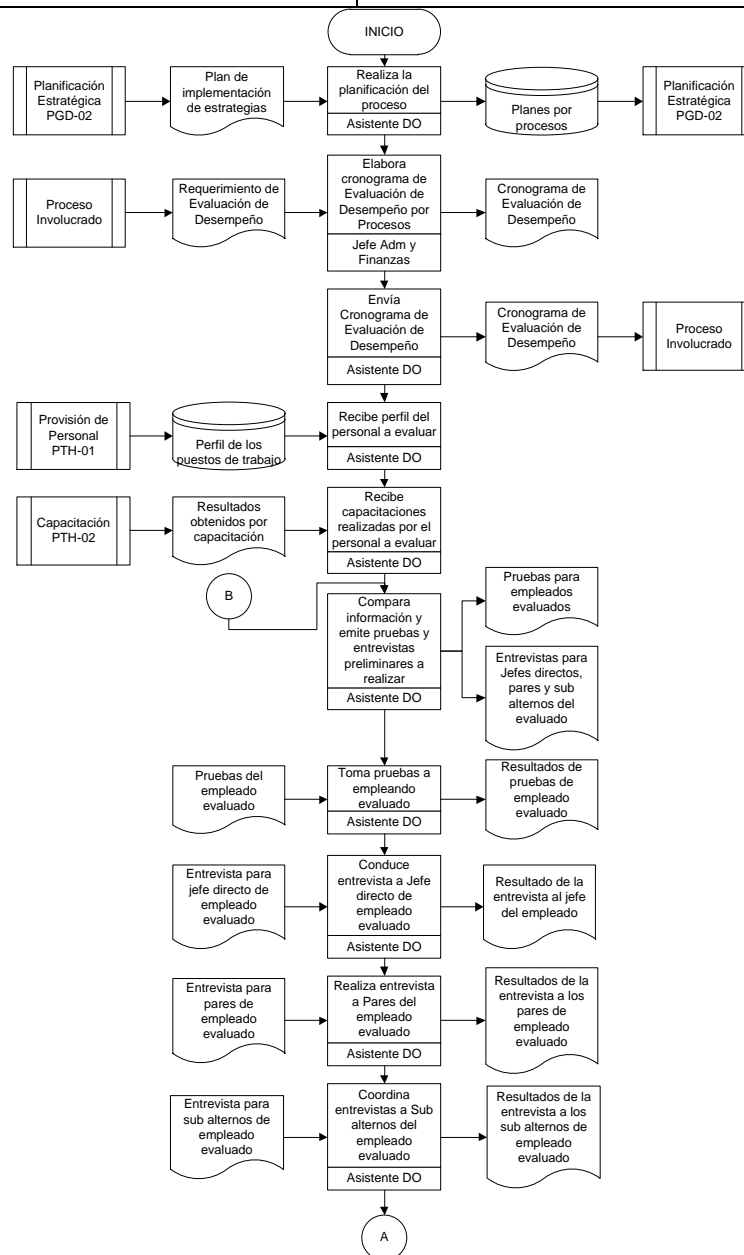 INICIO
Planificación
Estratégica
PGD-02
Plan de
implementación
de estrategias
Realiza la
planificación del
proceso
Asistente DO
Planes por
procesos
Planificación
Estratégica
PGD-02
Proceso
Involucrado
Requerimiento de
Evaluación de
Desempeño
Elabora
cronograma de
Evaluación de
Desempeño por
Procesos
Jefe Adm y
Finanzas
Cronograma de
Evaluación de
Desempeño
Envía
Cronograma de
Evaluación de
Desempeño
Asistente DO
Cronograma de
Evaluación de
Desempeño
Proceso
Involucrado
Provisión de
Personal
PTH-01
Perfil de los
puestos de trabajo
Recibe perfil del
personal a evaluar
Asistente DO
Capacitación
PTH-02
Resultados
obtenidos por
capacitación
Recibe
capacitaciones
realizadas por el
personal a evaluar
Asistente DO
B
Compara
información y
emite pruebas y
entrevistas
preliminares a
realizar
Asistente DO
Pruebas para
empleados
evaluados
Entrevistas para
Jefes directos,
pares y sub
alternos del
evaluado
Pruebas del
empleado
evaluado
Toma pruebas a
empleando
evaluado
Asistente DO
Resultados de
pruebas de
empleado
evaluado
Entrevista para
jefe directo de
empleado
evaluado
Conduce
entrevista a Jefe
directo de
empleado
evaluado
Asistente DO
Resultado de la
entrevista al jefe
del empleado
Entrevista para
pares de
empleado
evaluado
Realiza entrevista
a Pares del
empleado
evaluado
Asistente DO
Resultados de la
entrevista a los
pares de
empleado
evaluado
Entrevista para
sub alternos de
empleado
evaluado
Coordina
entrevistas a Sub
alternos del
empleado
evaluado
Asistente DO
Resultados de la
entrevista a los
sub alternos de
empleado
evaluado
A